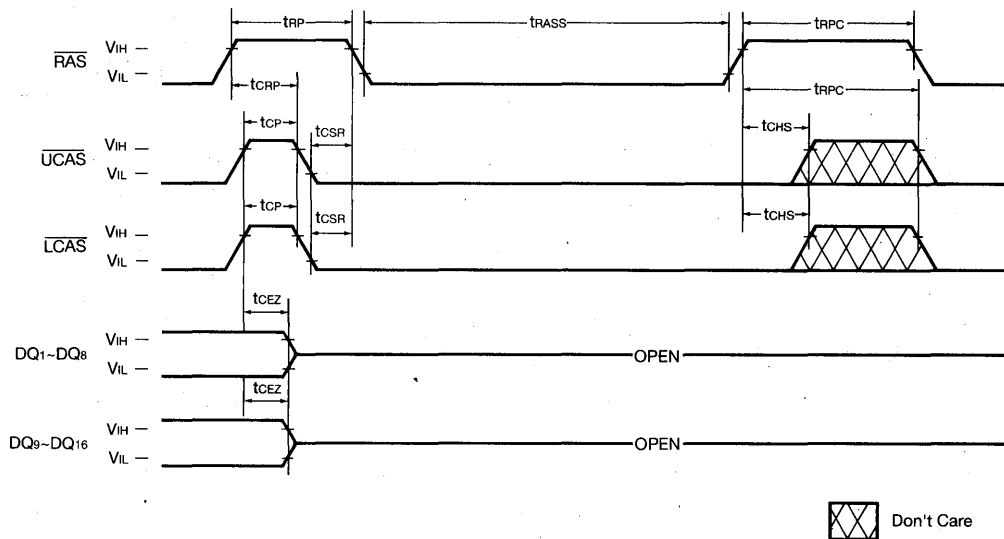 tRP tRASS tRPC
RAS VIH
VIL
tCRP tRPC
tCP tCSR tCHS
UCAS VIH
VIL
tCP tCSR tCHS
LCAS VIH
VIL
tCEZ
DQ1~DQ8 VIH
VIL
OPEN
tCEZ
DQ9~DQ16 VIH
VIL
OPEN
Don't Care